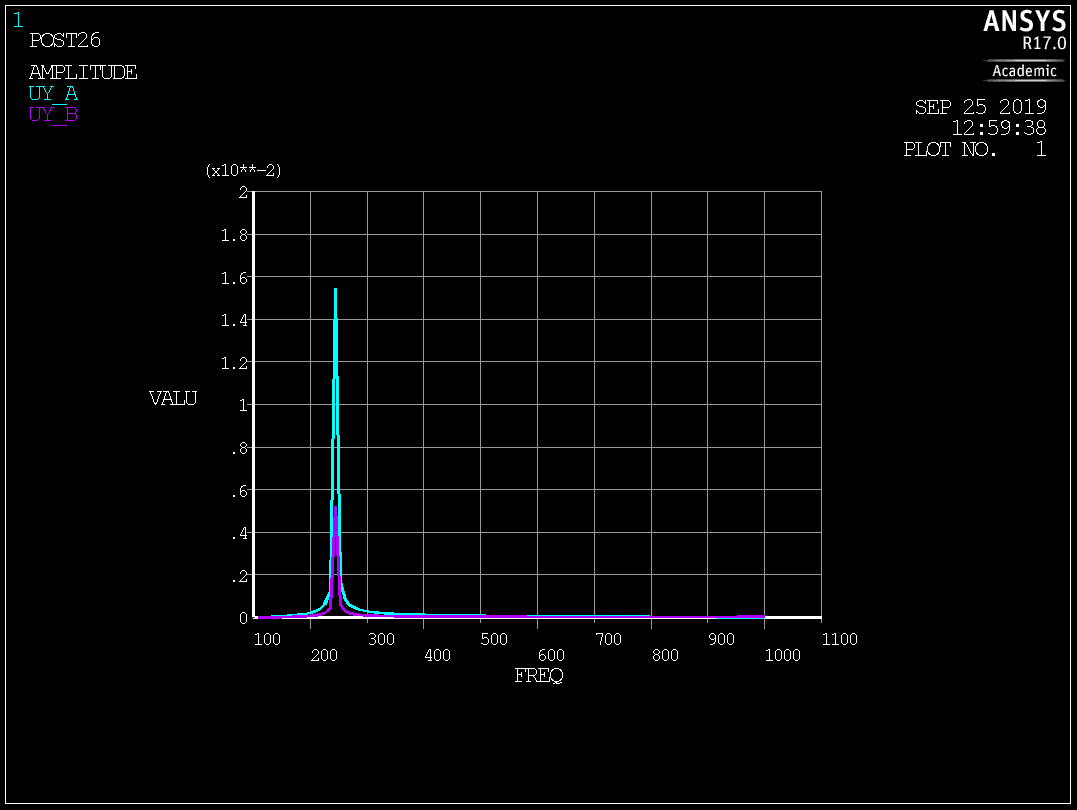 1
POST26
AMPLITUDE
UY_A
UY_B
ANSYS
R17.0
Academic
SEP 25 2019
12:59:38
PLOT NO. 1
(x10**-2)
2
1.8
1.6
1.4
1.2
VALU
1
.8
.6
.4
.2
0
100 300 500 700 900 1100
200 400 600 800 1000
FREQ